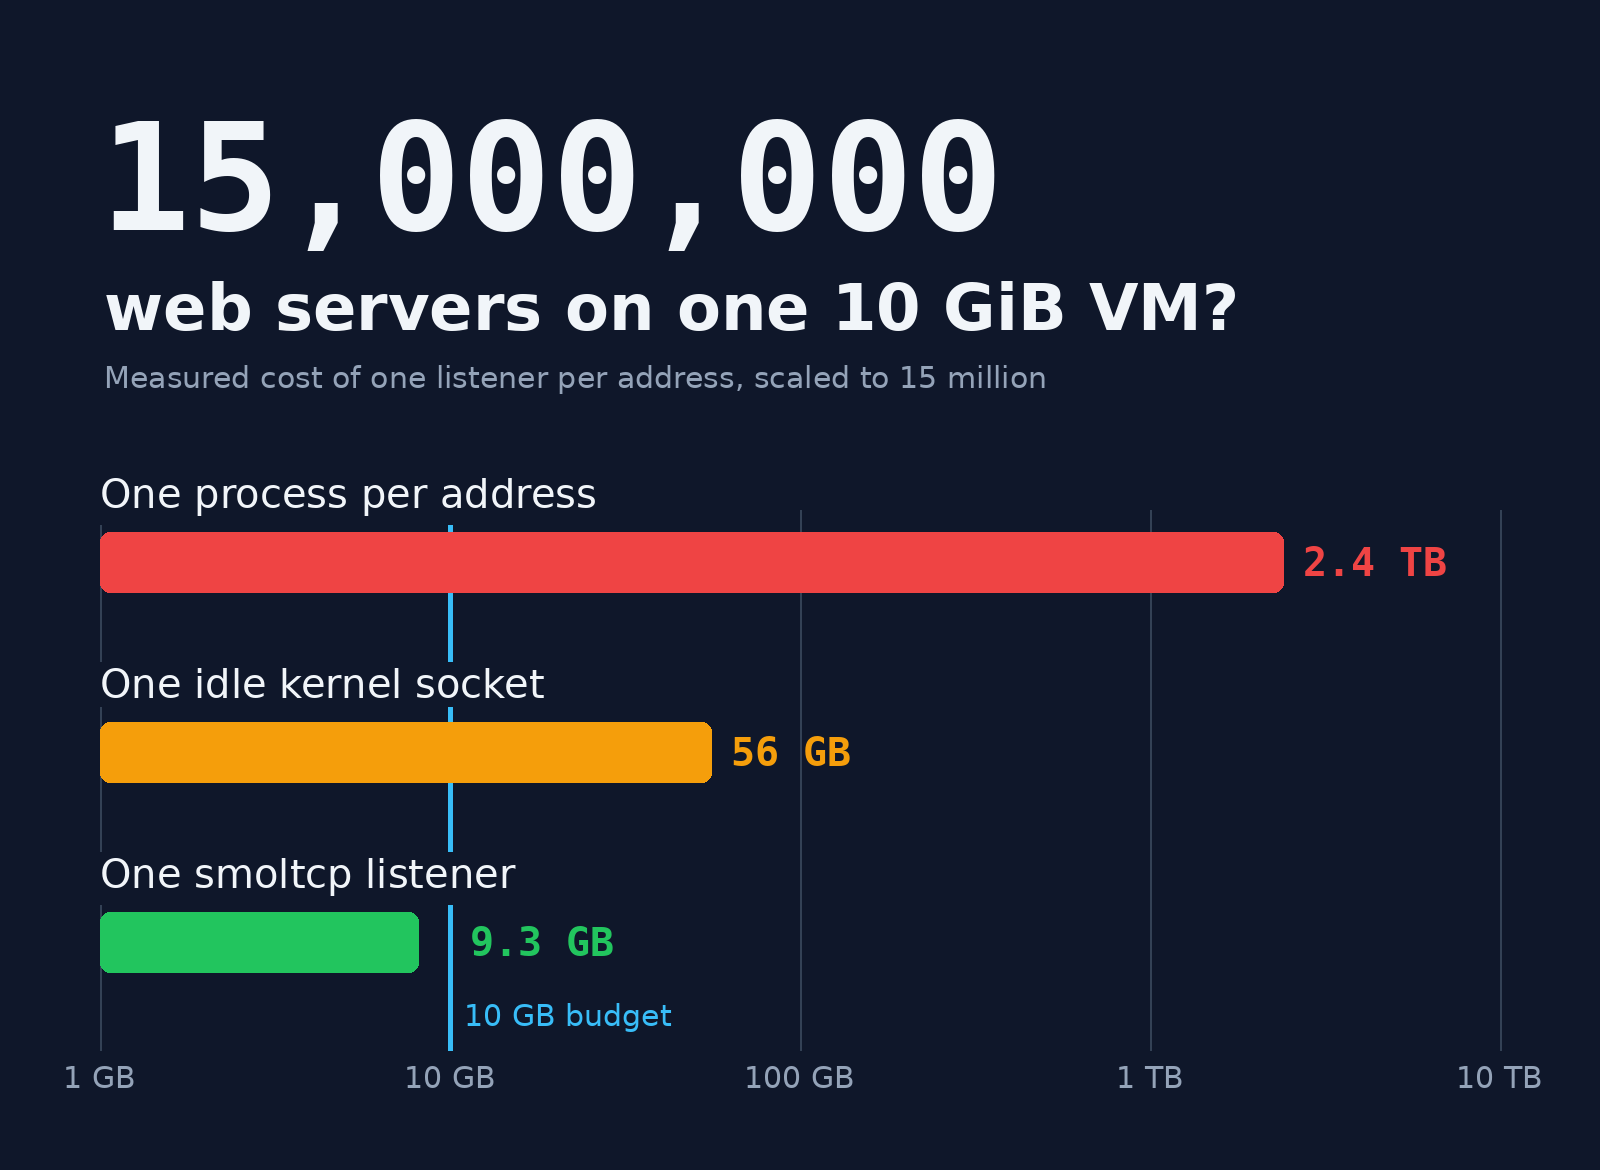 15,000,000
web servers on one 10 GiB VM?
Measured cost of one listener per address, scaled to 15 million
One process per address
2.4 TB
One idle kernel socket
56 GB
One smoltcp listener
9.3 GB
10 GB budget
1 GB 10 GB 100 GB 1 TB 10 TB